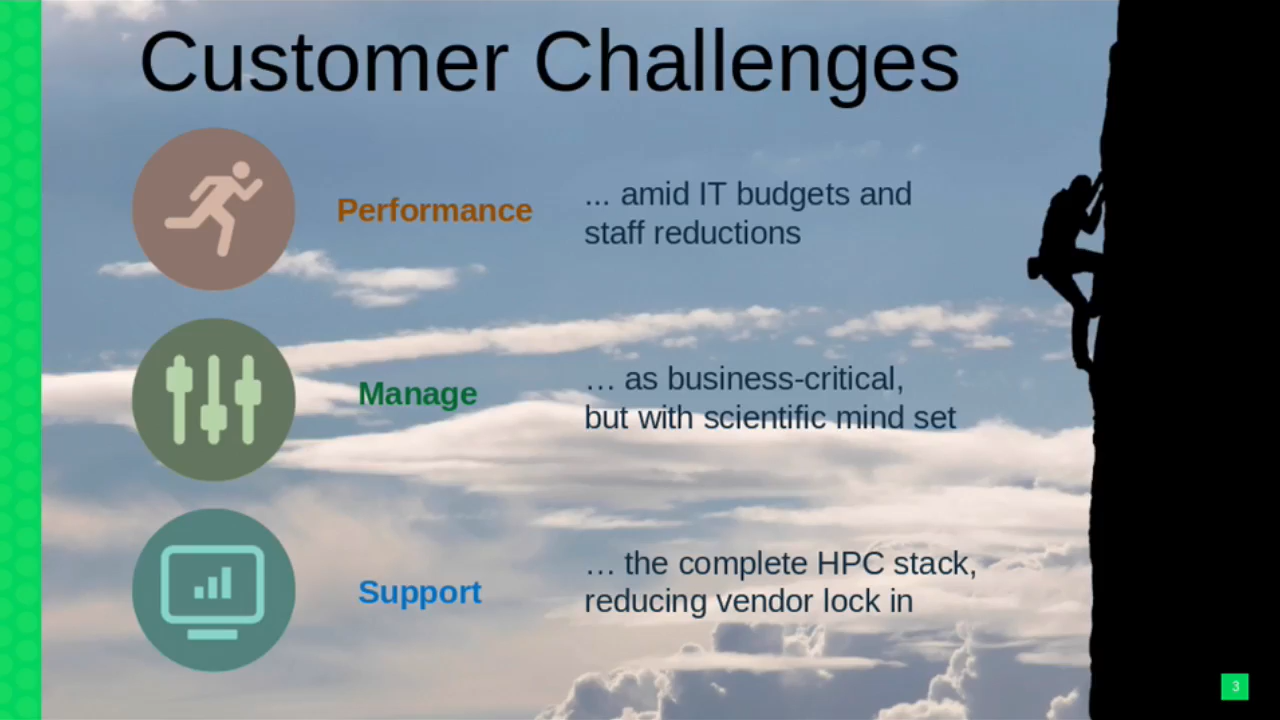 Customer Challenges
Performance
... amid IT budgets and
staff reductions
Manage
… as business-critical,
but with scientific mind set
Support
… the complete HPC stack,
reducing vendor lock in
3